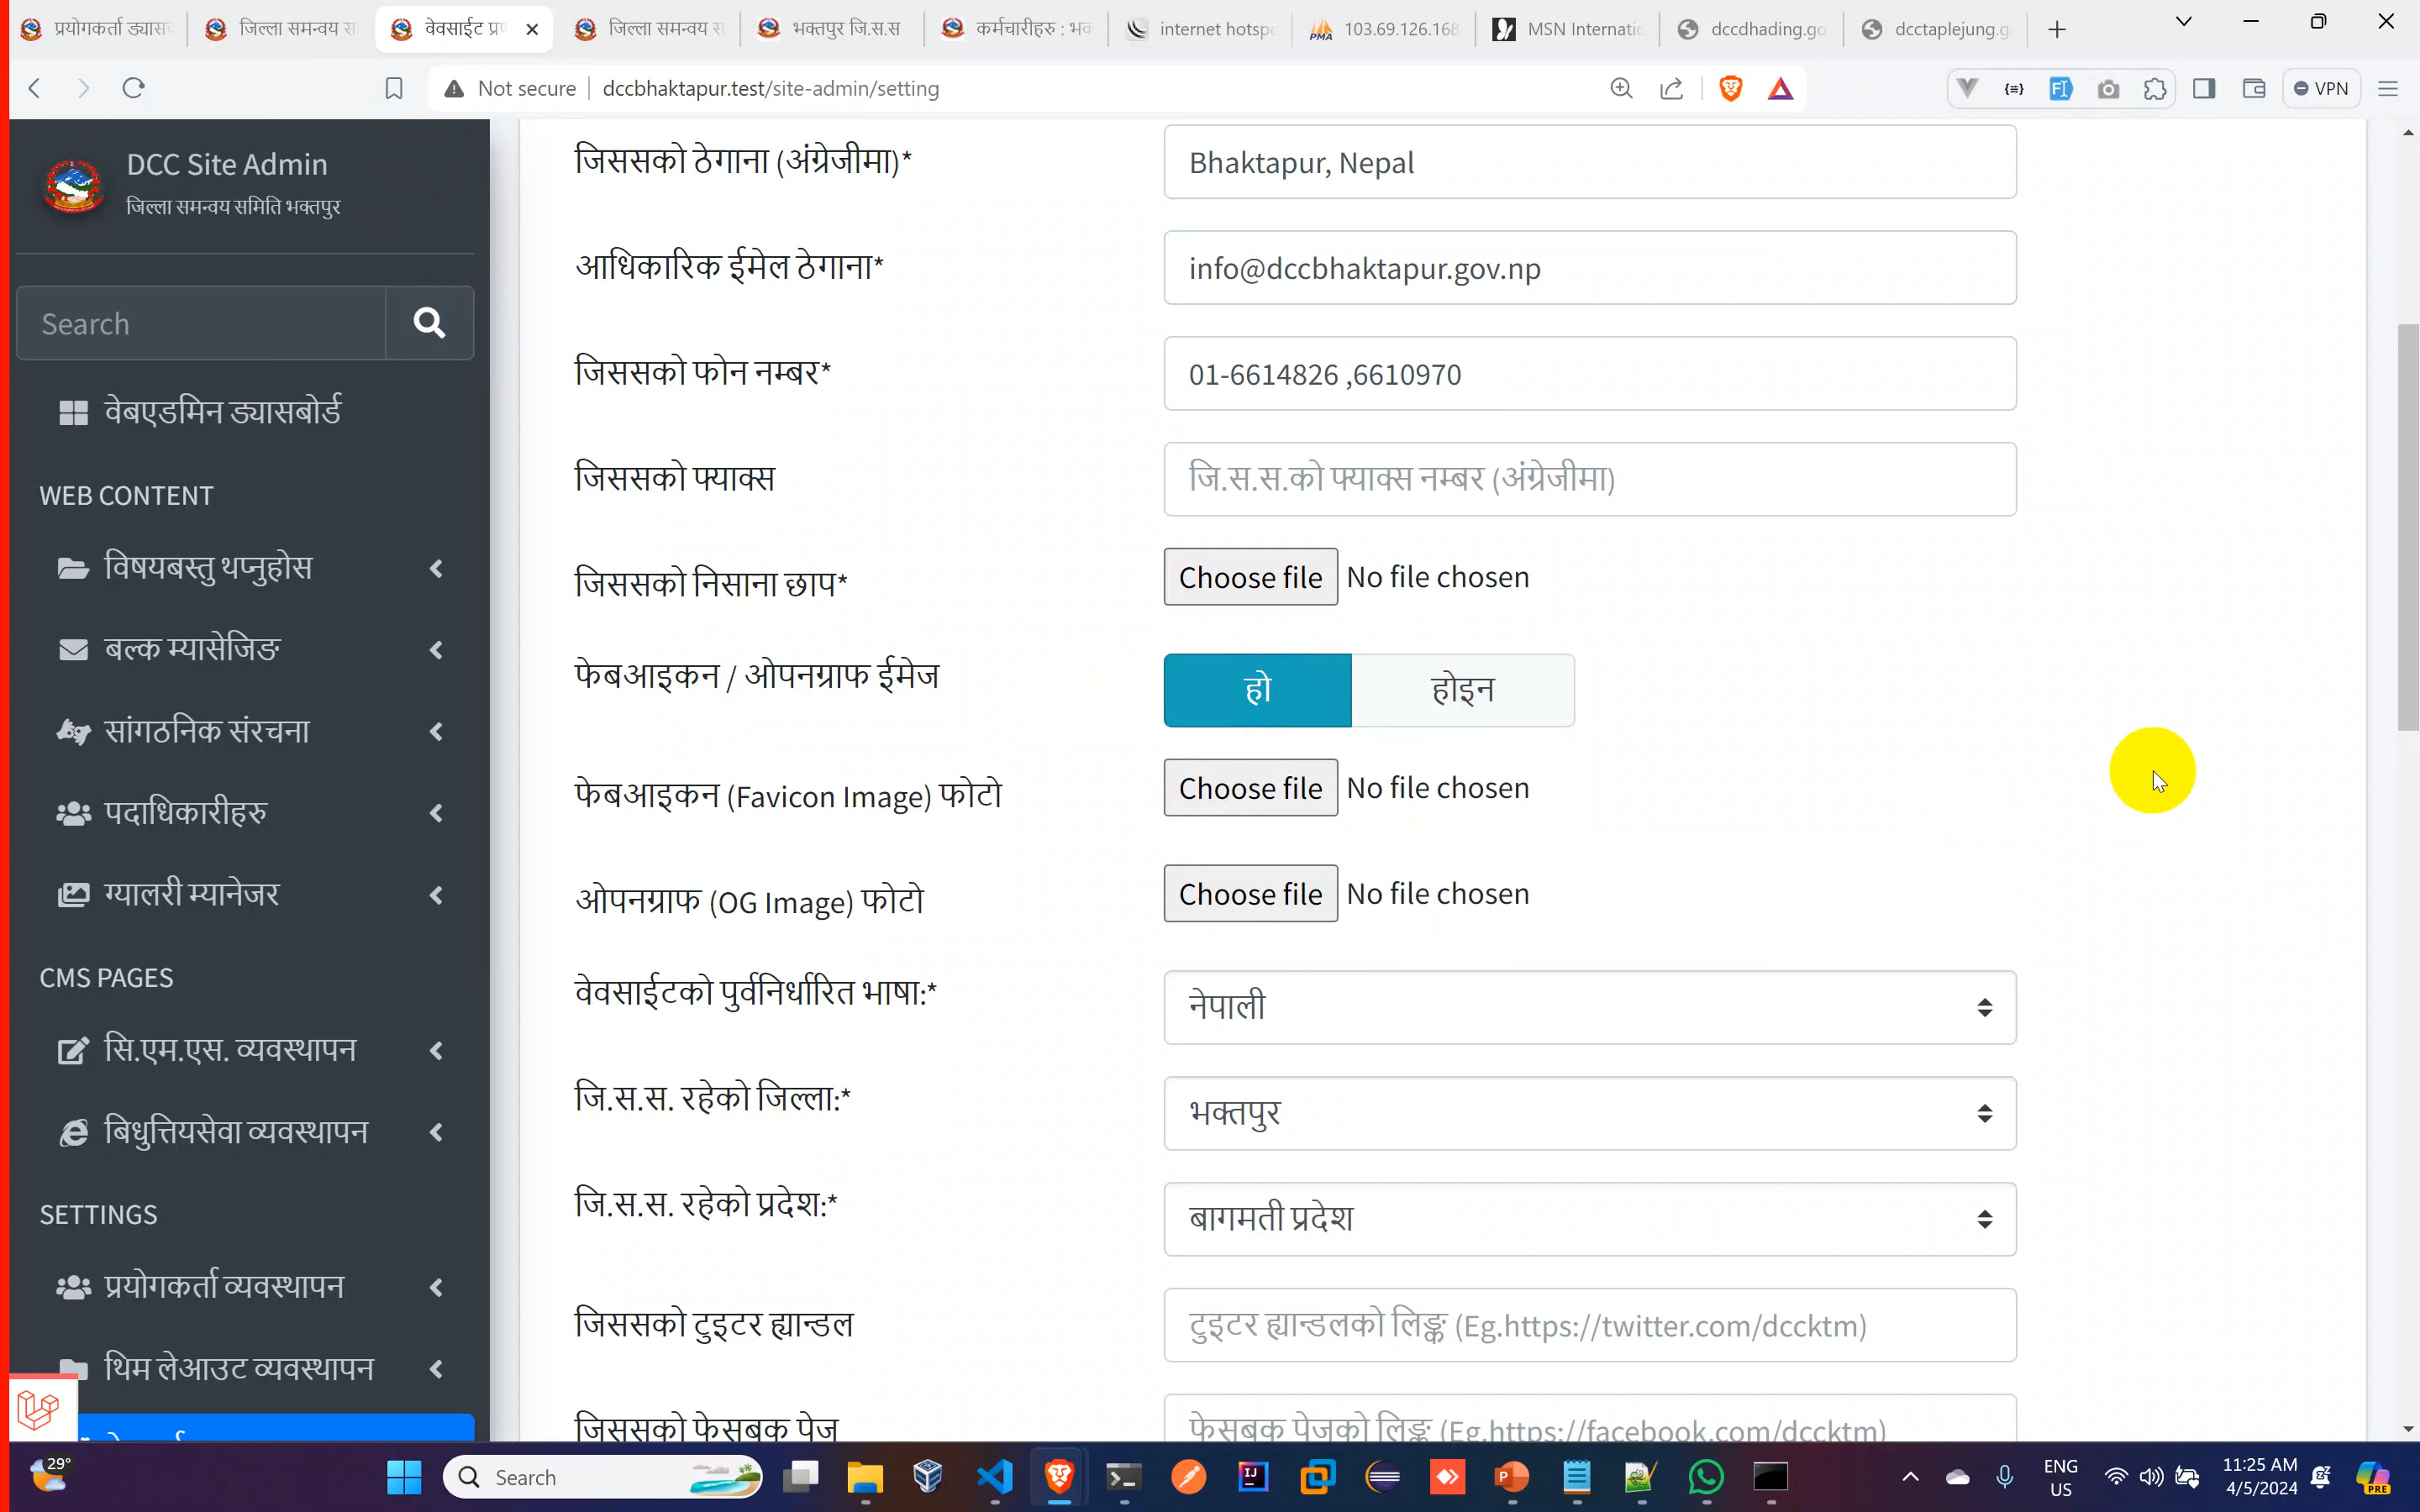 प्रयोगकर्ता ड्यासब
जिल्ला समन्वय स
वेवसाईट प्र
जिल्ला समन्वय स
भक्तपुर जि.स.स
कर्मचारीहरु : भक
internet hotspo
103.69.126.168
MSN Internatio
dccdhading.go
dcctaplejung.g
Not secure
dccbhaktapur.test/site-admin/setting
VPN
DCC Site Admin
जिल्ला समन्वय समिति भक्तपुर
Search
वेबएडमिन ड्यासबोर्ड
WEB CONTENT
विषयबस्तु थप्नुहोस
बल्क म्यासेजिङ
सांगठनिक संरचना
पदाधिकारीहरु
ग्यालरी म्यानेजर
CMS PAGES
सि.एम.एस. व्यवस्थापन
बिधुत्तियसेवा व्यवस्थापन
SETTINGS
प्रयोगकर्ता व्यवस्थापन
थिम लेआउट व्यवस्थापन
जिससको ठेगाना (अंग्रेजीमा)*
Bhaktapur, Nepal
आधिकारिक ईमेल ठेगाना*
info@dccbhaktapur.gov.np
जिससको फोन नम्बर*
01-6614826 ,6610970
जिससको फ्याक्स
जि.स.स.को फ्याक्स नम्बर (अंग्रेजीमा)
जिससको निसाना छाप*
Choose file No file chosen
फेबआइकन / ओपनग्राफ ईमेज
हो
होइन
फेबआइकन (Favicon Image) फोटो
Choose file No file chosen
ओपनग्राफ (OG Image) फोटो
Choose file No file chosen
वेवसाईटको पुर्वनिर्धारित भाषा:*
नेपाली
जि.स.स. रहेको जिल्ला:*
भक्तपुर
जि.स.स. रहेको प्रदेश:*
बागमती प्रदेश
जिससको टुइटर ह्यान्डल
टुइटर ह्यान्डलको लिङ्क (Eg.https://twitter.com/dccktm)
जिससको फेसबुक पेज
फेसबुक पेजको लिङ्क (Eg.https://facebook.com/dccktm)
29°
Search
ENG
US
11:25 AM
4/5/2024
PRE